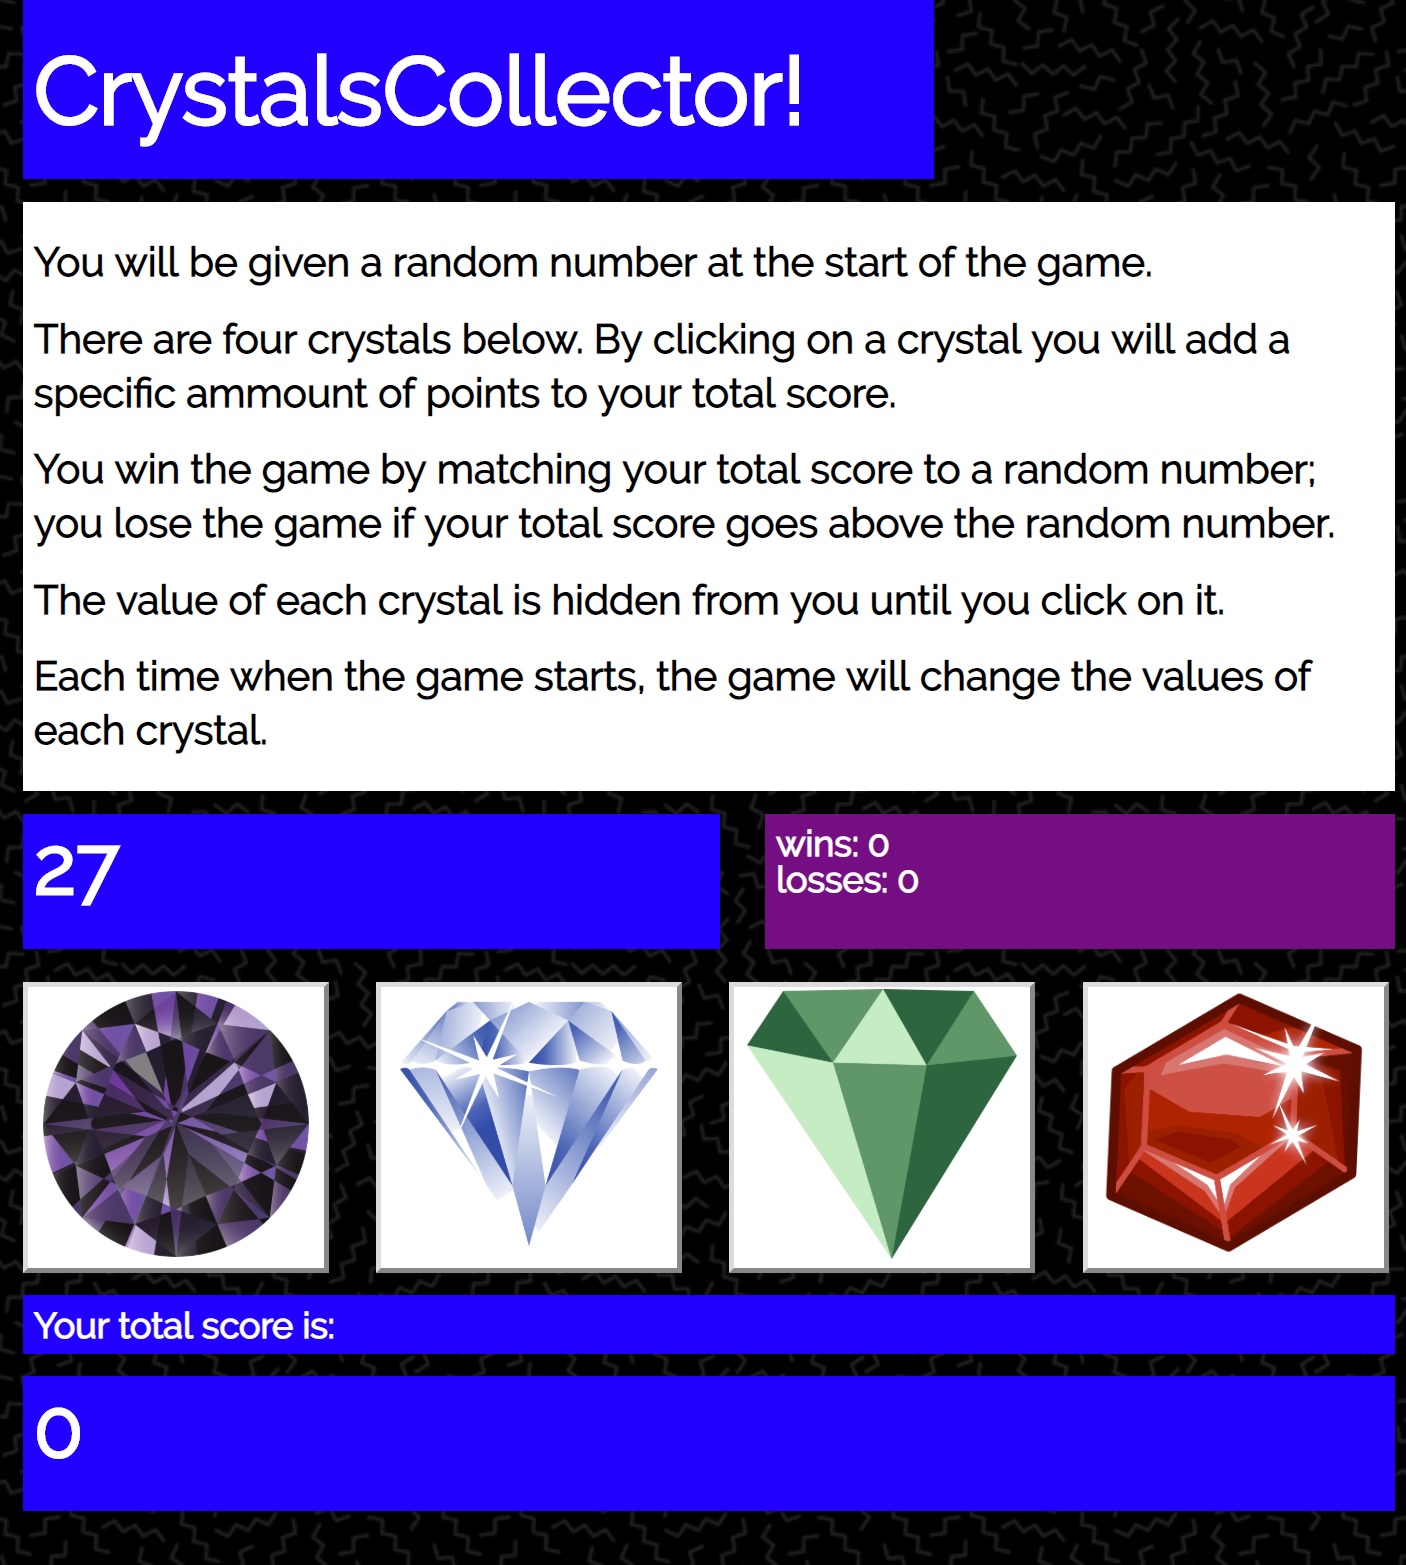 CrystalsCollector!
You will be given a random number at the start of the game.
There are four crystals below. By clicking on a crystal you will add a
specific ammount of points to your total score.
You win the game by matching your total score to a random number;
you lose the game if your total score goes above the random number.
The value of each crystal is hidden from you until you click on it.
Each time when the game starts, the game will change the values of
each crystal.
27
wins: 0
losses: 0
Your total score is:
0